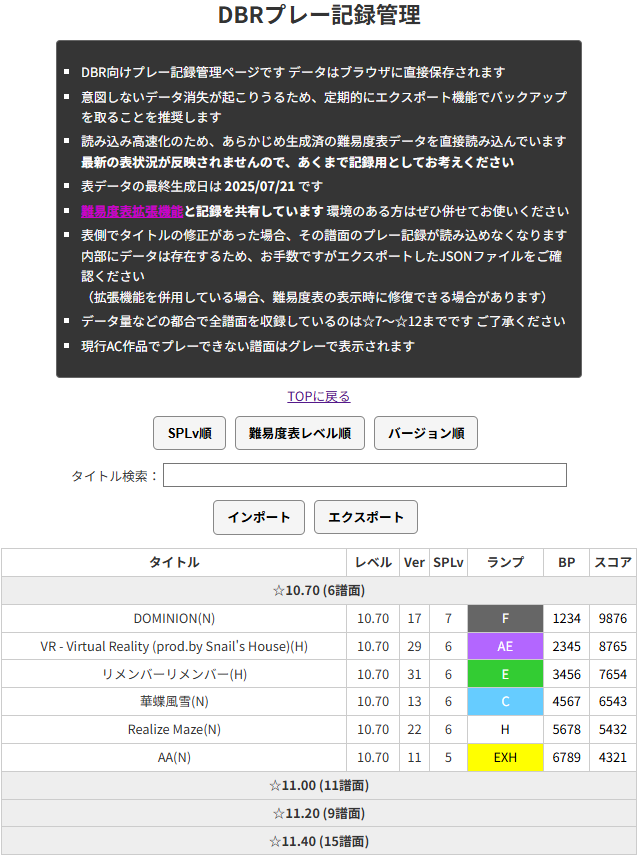 DBRプレー記録管理
DBR向けプレー記録管理ページです データはブラウザに直接保存されます
意図しないデータ消失が起こりうるため、定期的にエクスポート機能でバックアップ
を取ることを推奨します
読み込み高速化のため、あらかじめ生成済の難易度表データを直接読み込んでいます
最新の表状況が反映されませんので、あくまで記録用としてお考えください
表データの最終生成日は 2025/07/21 です
難易度表拡張機能と記録を共有しています 環境のある方はぜひ併せてお使いください
表側でタイトルの修正があった場合、その譜面のプレー記録が読み込めなくなります
内部にデータは存在するため、お手数ですがエクスポートしたJSONファイルをご確
認ください
（拡張機能を併用している場合、難易度表の表示時に修復できる場合があります）
データ量などの都合で全譜面を収録しているのは☆7～☆12までです ご了承ください
現行AC作品でプレーできない譜面はグレーで表示されます
TOPに戻る
SPLv順 難易度表レベル順 バージョン順
タイトル検索：
インポート エクスポート
タイトル レベル Ver SPLv ランプ BP スコア
☆10.70 (6譜面)
DOMINION(N) 10.70 17 7 F 1234 9876
VR - Virtual Reality (prod.by Snail's House)(H) 10.70 29 6 AE 2345 8765
リメンバーリメンバー(H) 10.70 31 6 E 3456 7654
華蝶風雪(N) 10.70 13 6 C 4567 6543
Realize Maze(N) 10.70 22 6 H 5678 5432
AA(N) 10.70 11 5 EXH 6789 4321
☆11.00 (11譜面)
☆11.20 (9譜面)
☆11.40 (15譜面)